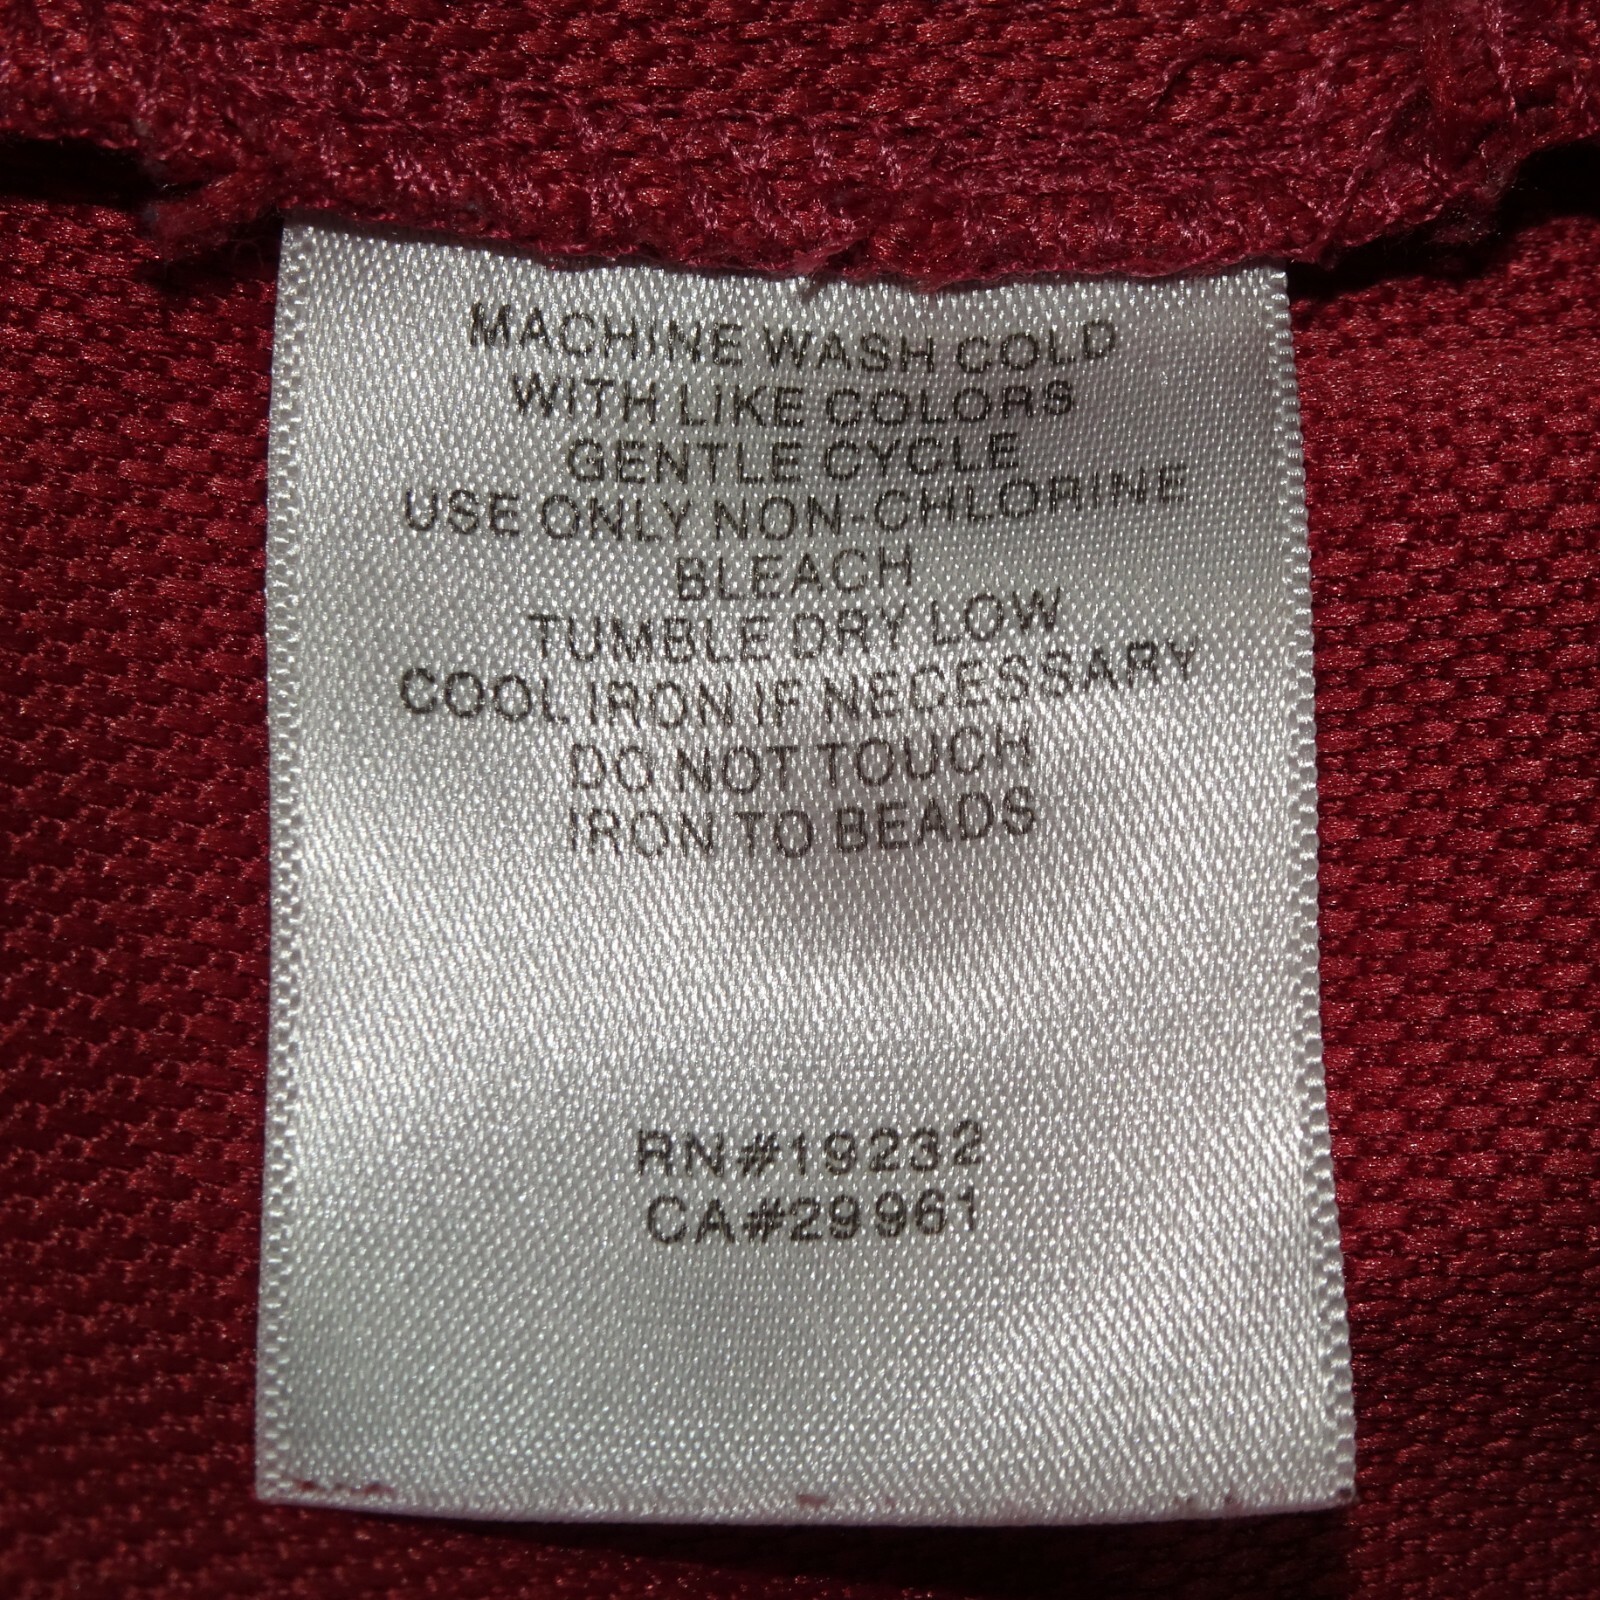 MACHINE WASH COLD
WITH LIKE COLORS
GENTLE CYCLE
USE ONLY NON-CHLORINE
BLEACH
TUMBLE DRY LOW
COOL IRON IF NECESSARY
DO NOT TOUCH
IRON TO BEADS
RN#19232
CA#29961